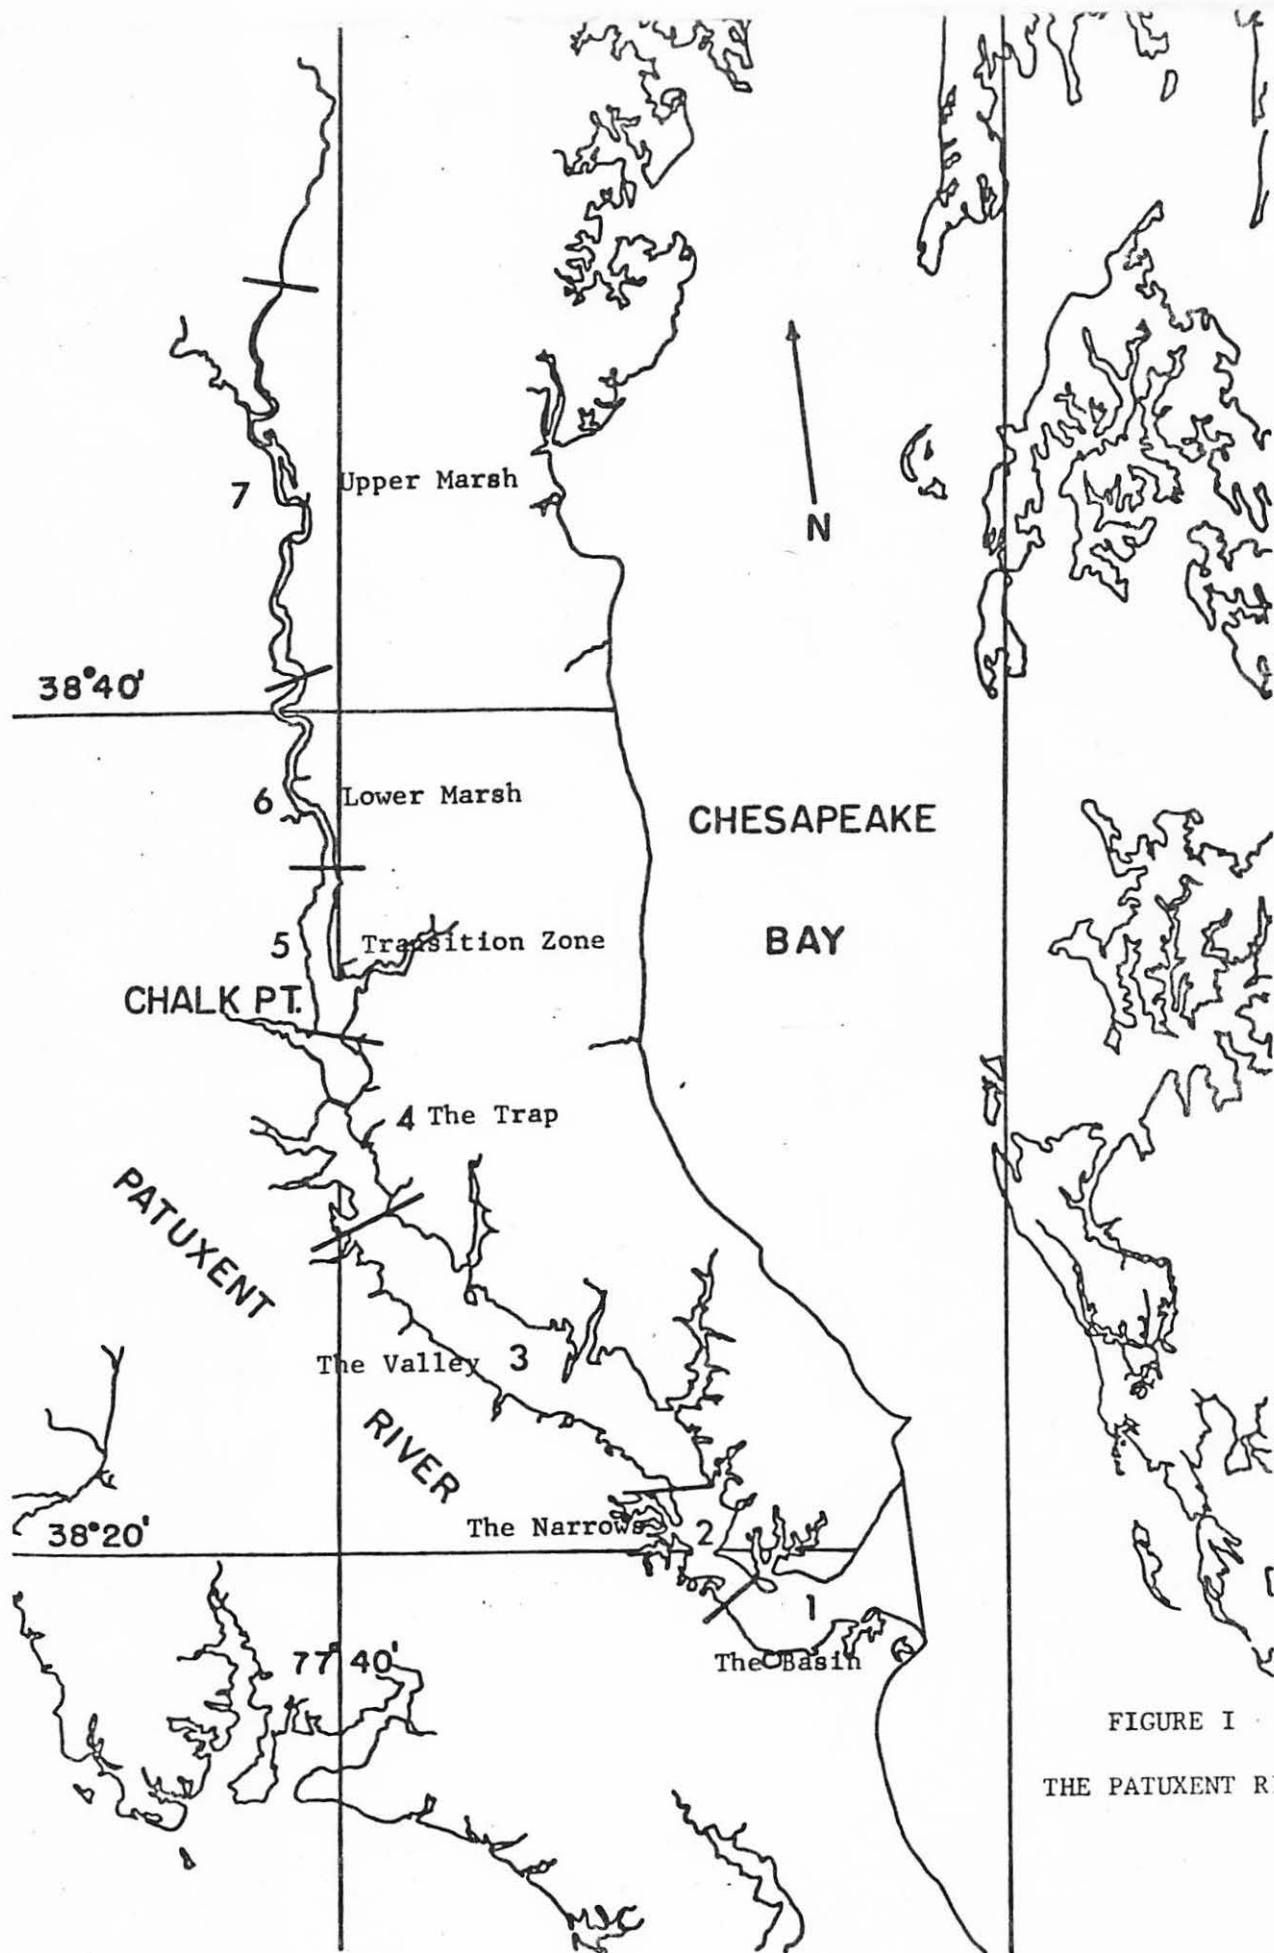 7
Upper Marsh
N
38°40'
6
Lower Marsh
CHESAPEAKE
BAY
5
Transition Zone
CHALK PT.
4 The Trap
PATUXENT
The Valley 3
RIVER
38°20'
The Narrows
2
1
77°40'
The Basin
FIGURE I
THE PATUXENT